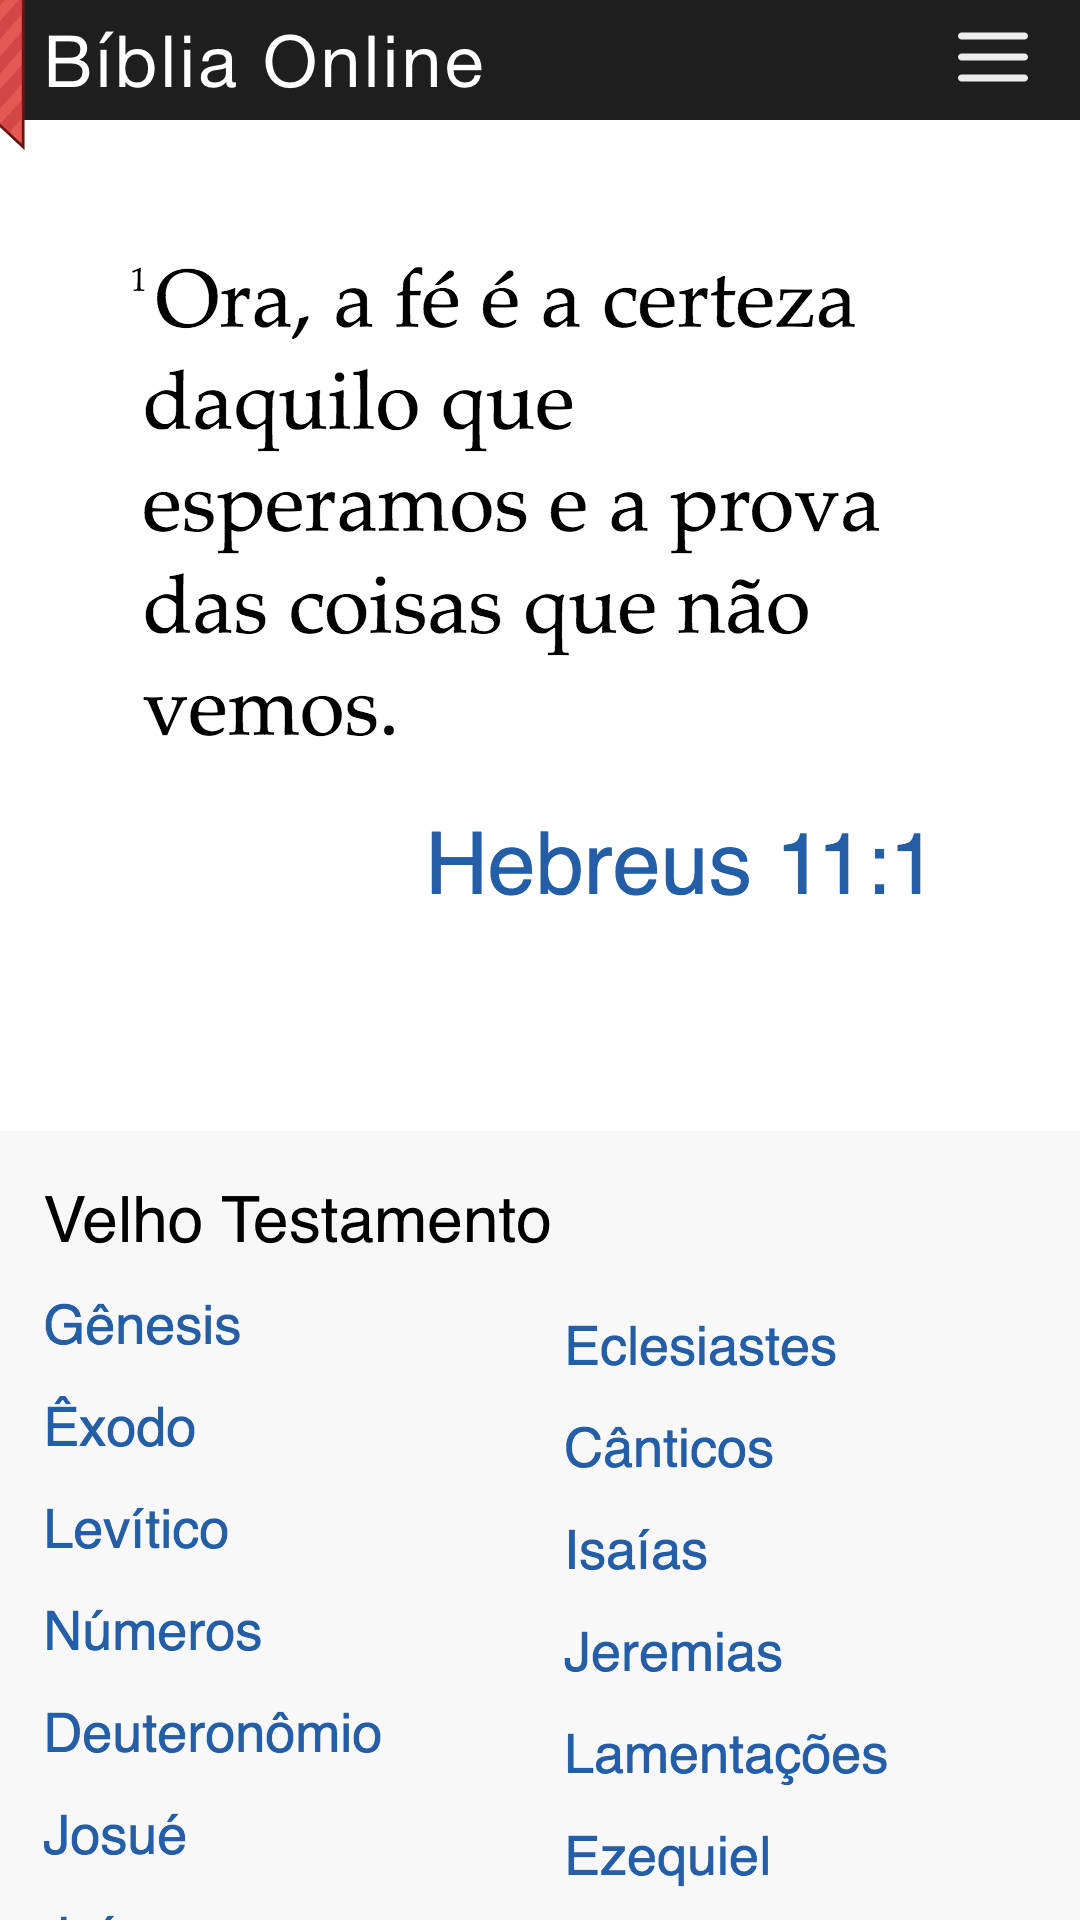 Bíblia Online
1 Ora, a fé é a certeza
daquilo que
esperamos e a prova
das coisas que não
vemos.
Hebreus 11:1
Velho Testamento
Gênesis
Êxodo
Levítico
Números
Deuteronômio
Josué
Eclesiastes
Cânticos
Isaías
Jeremias
Lamentações
Ezequiel